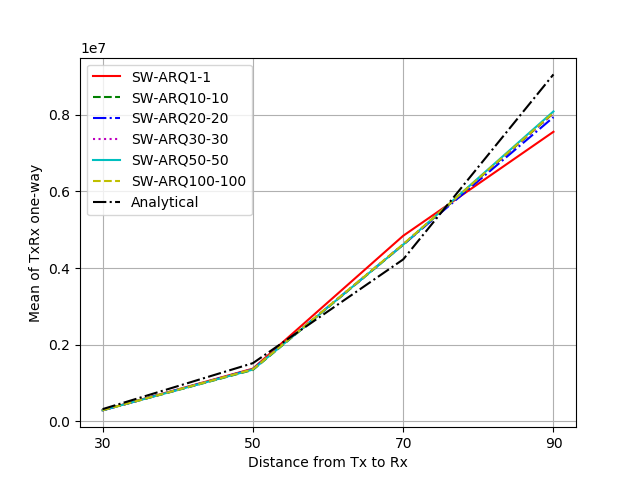 1e7
SW-ARQ1-1
SW-ARQ10-10
SW-ARQ20-20
SW-ARQ30-30
SW-ARQ50-50
SW-ARQ100-100
Analytical
0.8
0.6
0.4
0.2
0.0
Mean of TxRx one-way
30 50 70 90
Distance from Tx to Rx